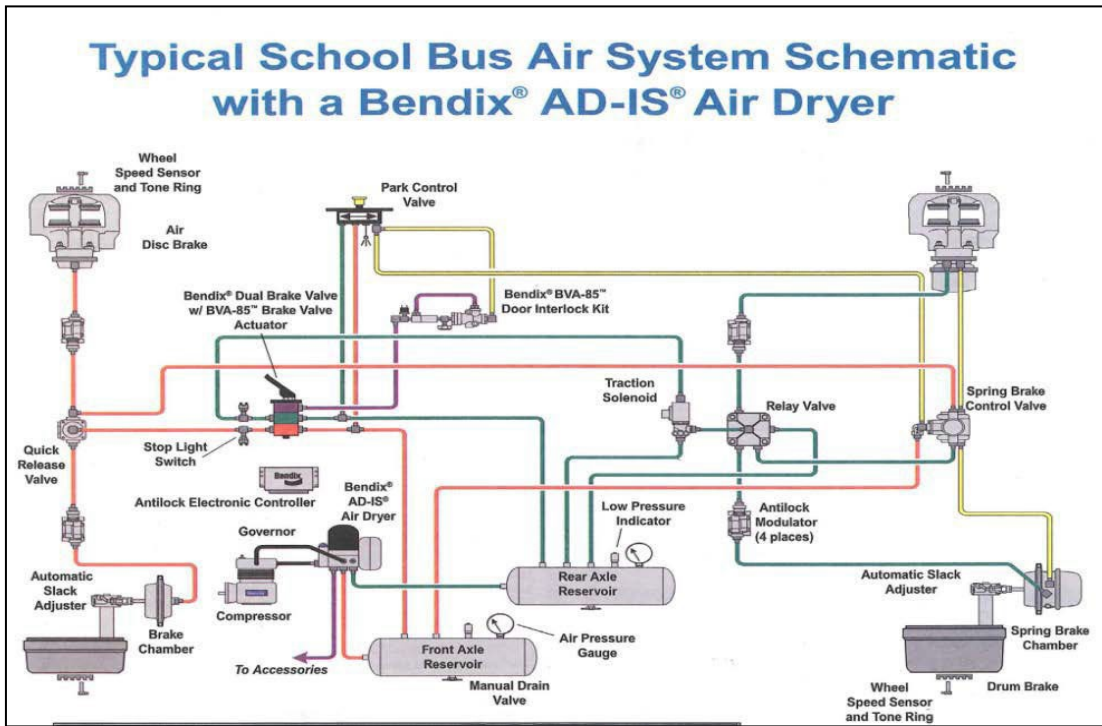 Typical School Bus Air System Schematic
with a Bendix® AD-IS® Air Dryer
Wheel
Speed Sensor
and Tone Ring
Air
Disc Brake
Park Control
Valve
Bendix® Dual Brake Valve
w/ BVA-85™ Brake Valve
Actuator
Bendix® BVA-85™
Door Interlock Kit
Traction
Solenoid
Relay Valve
Spring Brake
Control Valve
Quick
Release
Valve
Stop Light
Switch
Bendix
Antilock Electronic Controller
Bendix®
AD-IS®
Air Dryer
Governor
Low Pressure
Indicator
Antilock
Modulator
(4 places)
Automatic
Slack
Adjuster
Compressor
Brake
Chamber
Rear Axle
Reservoir
Automatic Slack
Adjuster
Spring Brake
Chamber
To Accessories
Front Axle
Reservoir
Air Pressure
Gauge
Manual Drain
Valve
Wheel
Speed Sensor
and Tone Ring
Drum Brake